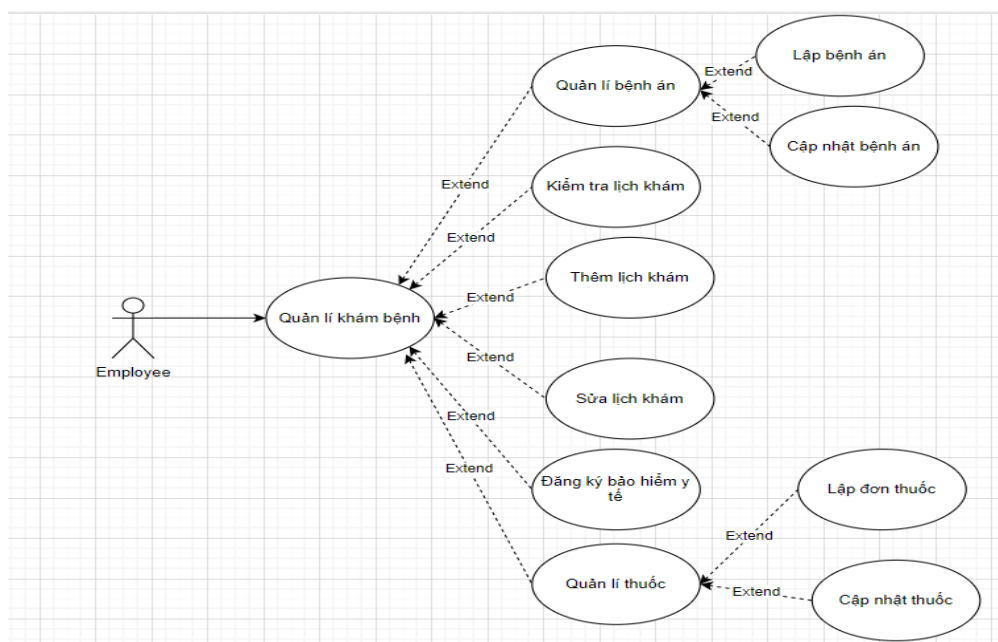 Lập bệnh án
Extend
Quản lí bệnh án
Extend
Cập nhật bệnh án
Extend
Kiểm tra lịch khám
Extend
Thêm lịch khám
Extend
Quản lí khám bệnh
Employee
Extend
Sửa lịch khám
Extend
Extend
Đăng ký bảo hiểm y
tế
Lập đơn thuốc
Extend
Quản lí thuốc
Extend
Cập nhật thuốc